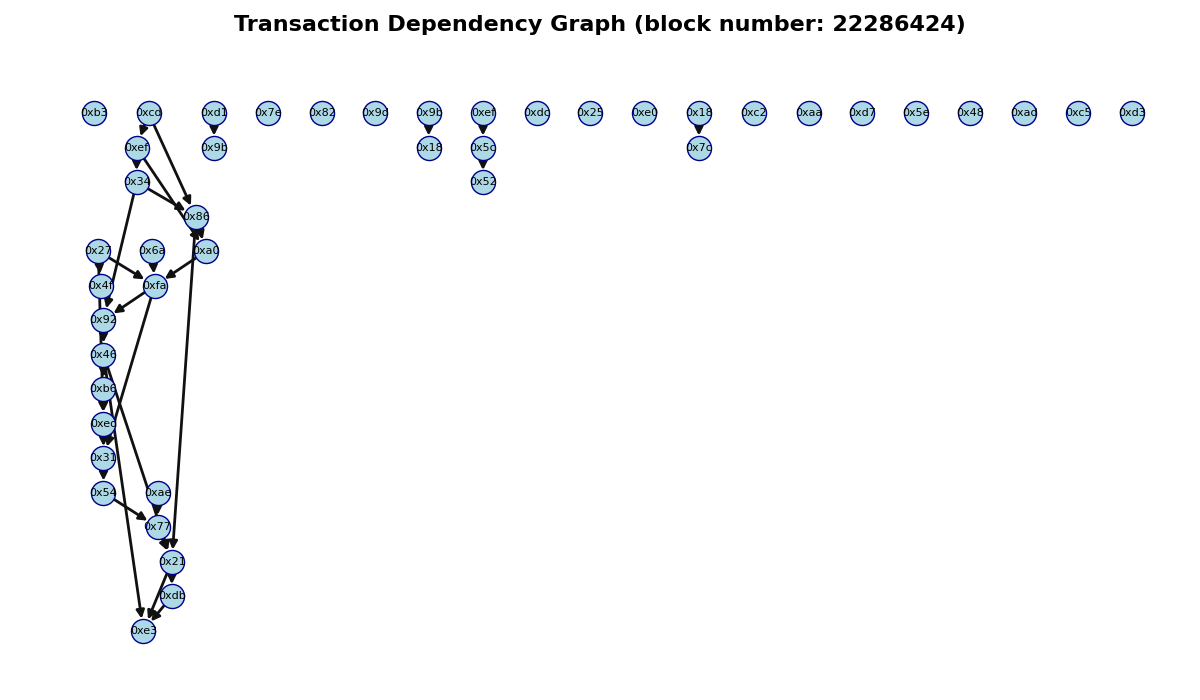 Transaction Dependency Graph (block number: 22286424)
0xb3 0xcd 0xd1 0x7e 0x82 0x9d 0x9b 0xef 0xdc 0x25 0xe0 0x18 0xc2 0xaa 0xd7 0x5e 0x48 0xad 0xc5 0xd3
0xef 0x9b 0x18 0x5c 0x7c
0x34 0x52
0x86
0x27 0x6a 0xa0
0x4f 0xfa
0x92
0x46
0xb6
0xec
0x31
0x54 0xae
0x77
0x21
0xdb
0xe3